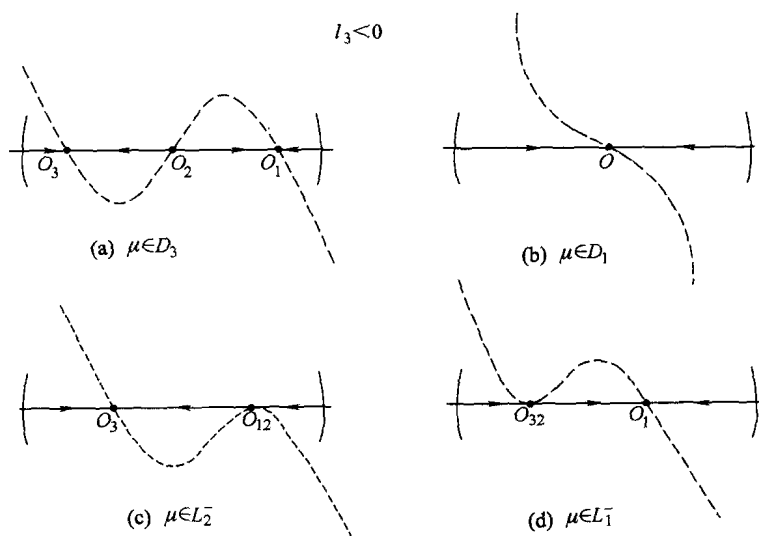 l₃<0
O₃ O₂ O₁
(a) μ∈D₃
O
(b) μ∈D₁
O₃ O₁₂
(c) μ∈L₂⁻
O₃₂ O₁
(d) μ∈L₁⁻